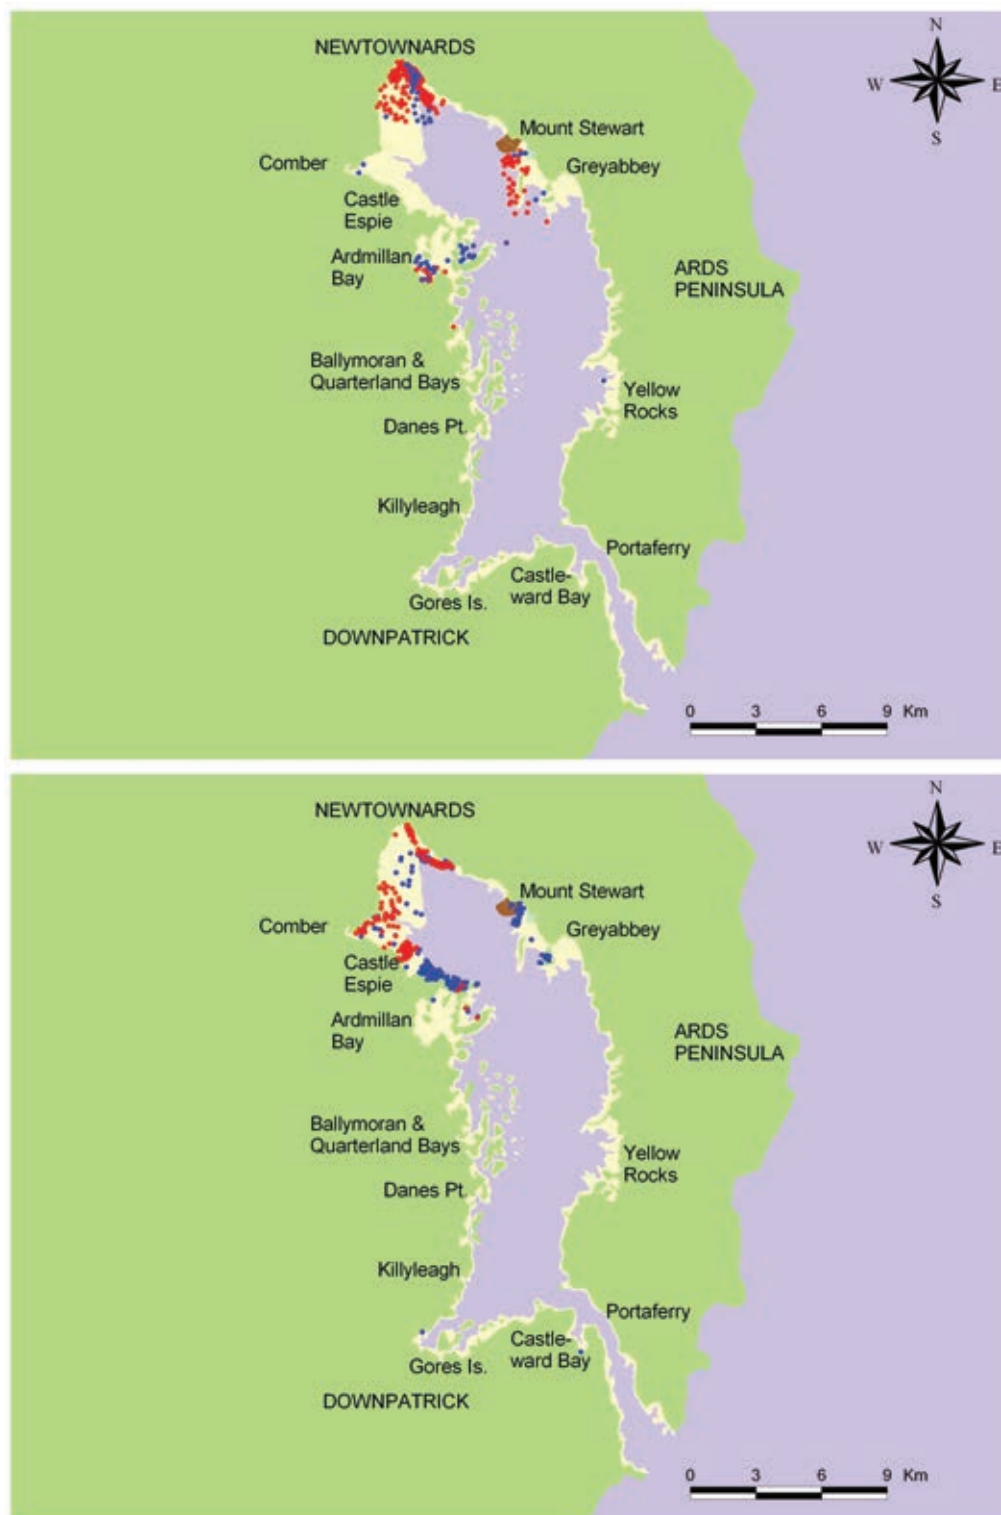 N
NEWTOWNARDS
W E
Mount Stewart
S
Comber
Greyabbey
Castle
Espie
Ardmillan
Bay
ARDS
PENINSULA
Ballymoran &
Quarterland Bays
Yellow
Rocks
Danes Pt.
Killyleagh
Portaferry
Castle-
ward Bay
Gores Is.
DOWNPATRICK
0 3 6 9 Km
N
NEWTOWNARDS
W E
Mount Stewart
S
Comber
Greyabbey
Castle
Espie
Ardmillan
Bay
ARDS
PENINSULA
Ballymoran &
Quarterland Bays
Yellow
Rocks
Danes Pt.
Killyleagh
Portaferry
Castle-
ward Bay
Gores Is.
DOWNPATRICK
0 3 6 9 Km